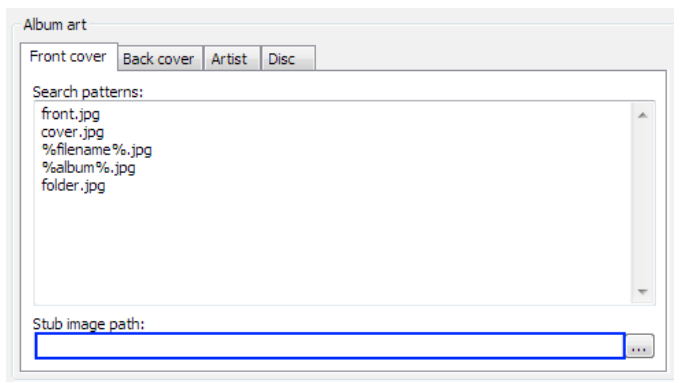 Album art
Front cover
Back cover
Artist
Disc
Search patterns:
front.jpg
cover.jpg
%filename%.jpg
%album%.jpg
folder.jpg
Stub image path:
...